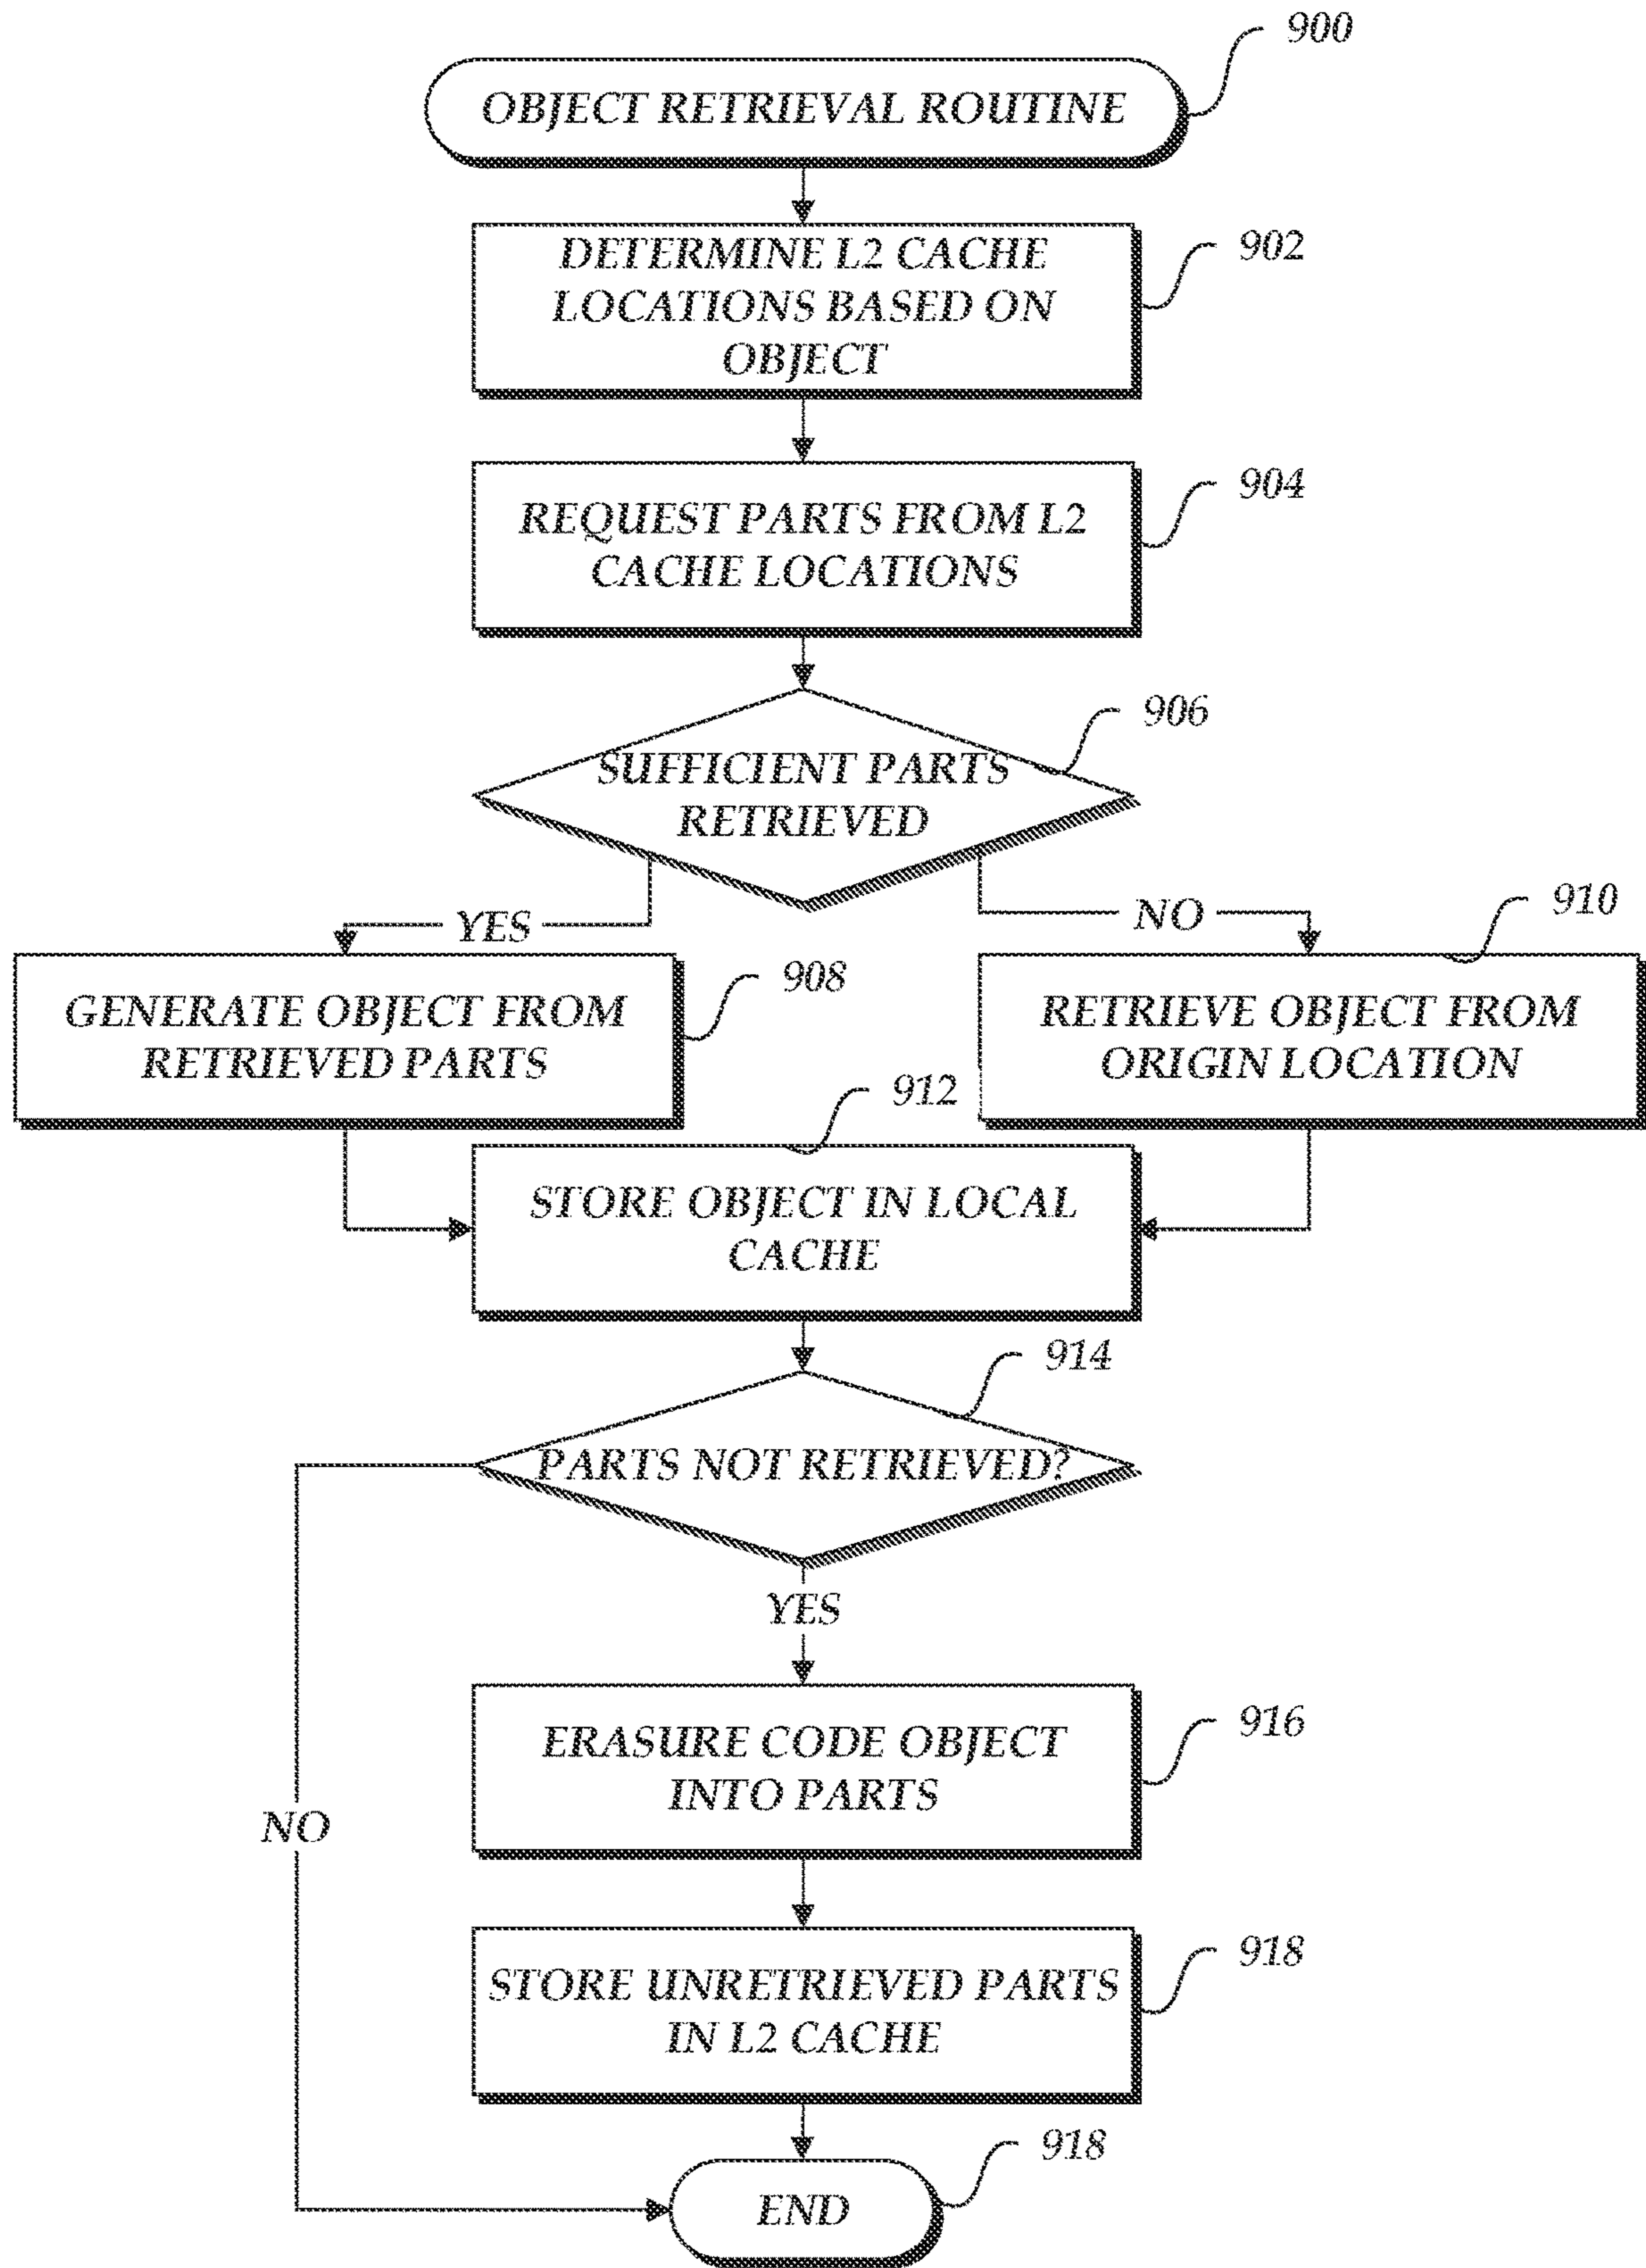 900
OBJECT RETRIEVAL ROUTINE
902
DETERMINE L2 CACHE
LOCATIONS BASED ON
OBJECT
904
REQUEST PARTS FROM L2
CACHE LOCATIONS
906
SUFFICIENT PARTS
RETRIEVED
YES
NO
908
GENERATE OBJECT FROM
RETRIEVED PARTS
910
RETRIEVE OBJECT FROM
ORIGIN LOCATION
912
STORE OBJECT IN LOCAL
CACHE
914
PARTS NOT RETRIEVED?
YES
NO
916
ERASURE CODE OBJECT
INTO PARTS
918
STORE UNRETRIEVED PARTS
IN L2 CACHE
918
END